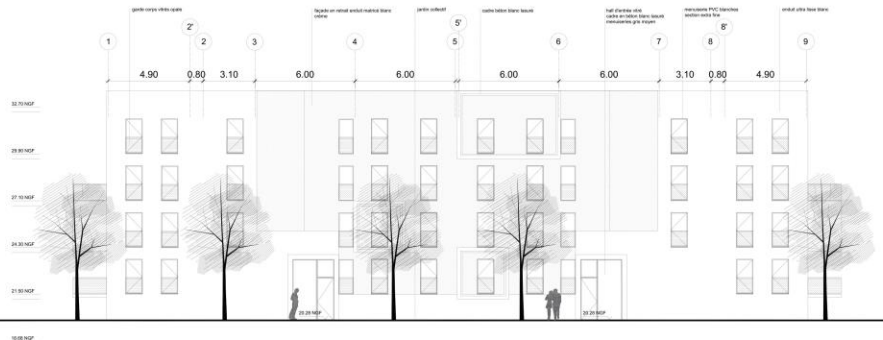 garde corps vitrés opale
façade en retrait enduit matricé blanc
crème
jardin collectif
cadre béton blanc lasuré
hall d'entrée vitré
cadre en béton blanc lasuré
menuiseries gris moyen
menuiserie PVC blanches
section extra fine
enduit ultra lisse blanc
1 2' 2 3 4 5' 5 6 7 8 8' 9
4.90 0.80 3.10 6.00 6.00 6.00 6.00 3.10 0.80 4.90
32.70 NGF
29.90 NGF
27.10 NGF
24.30 NGF
21.50 NGF
20.20 NGF 20.20 NGF